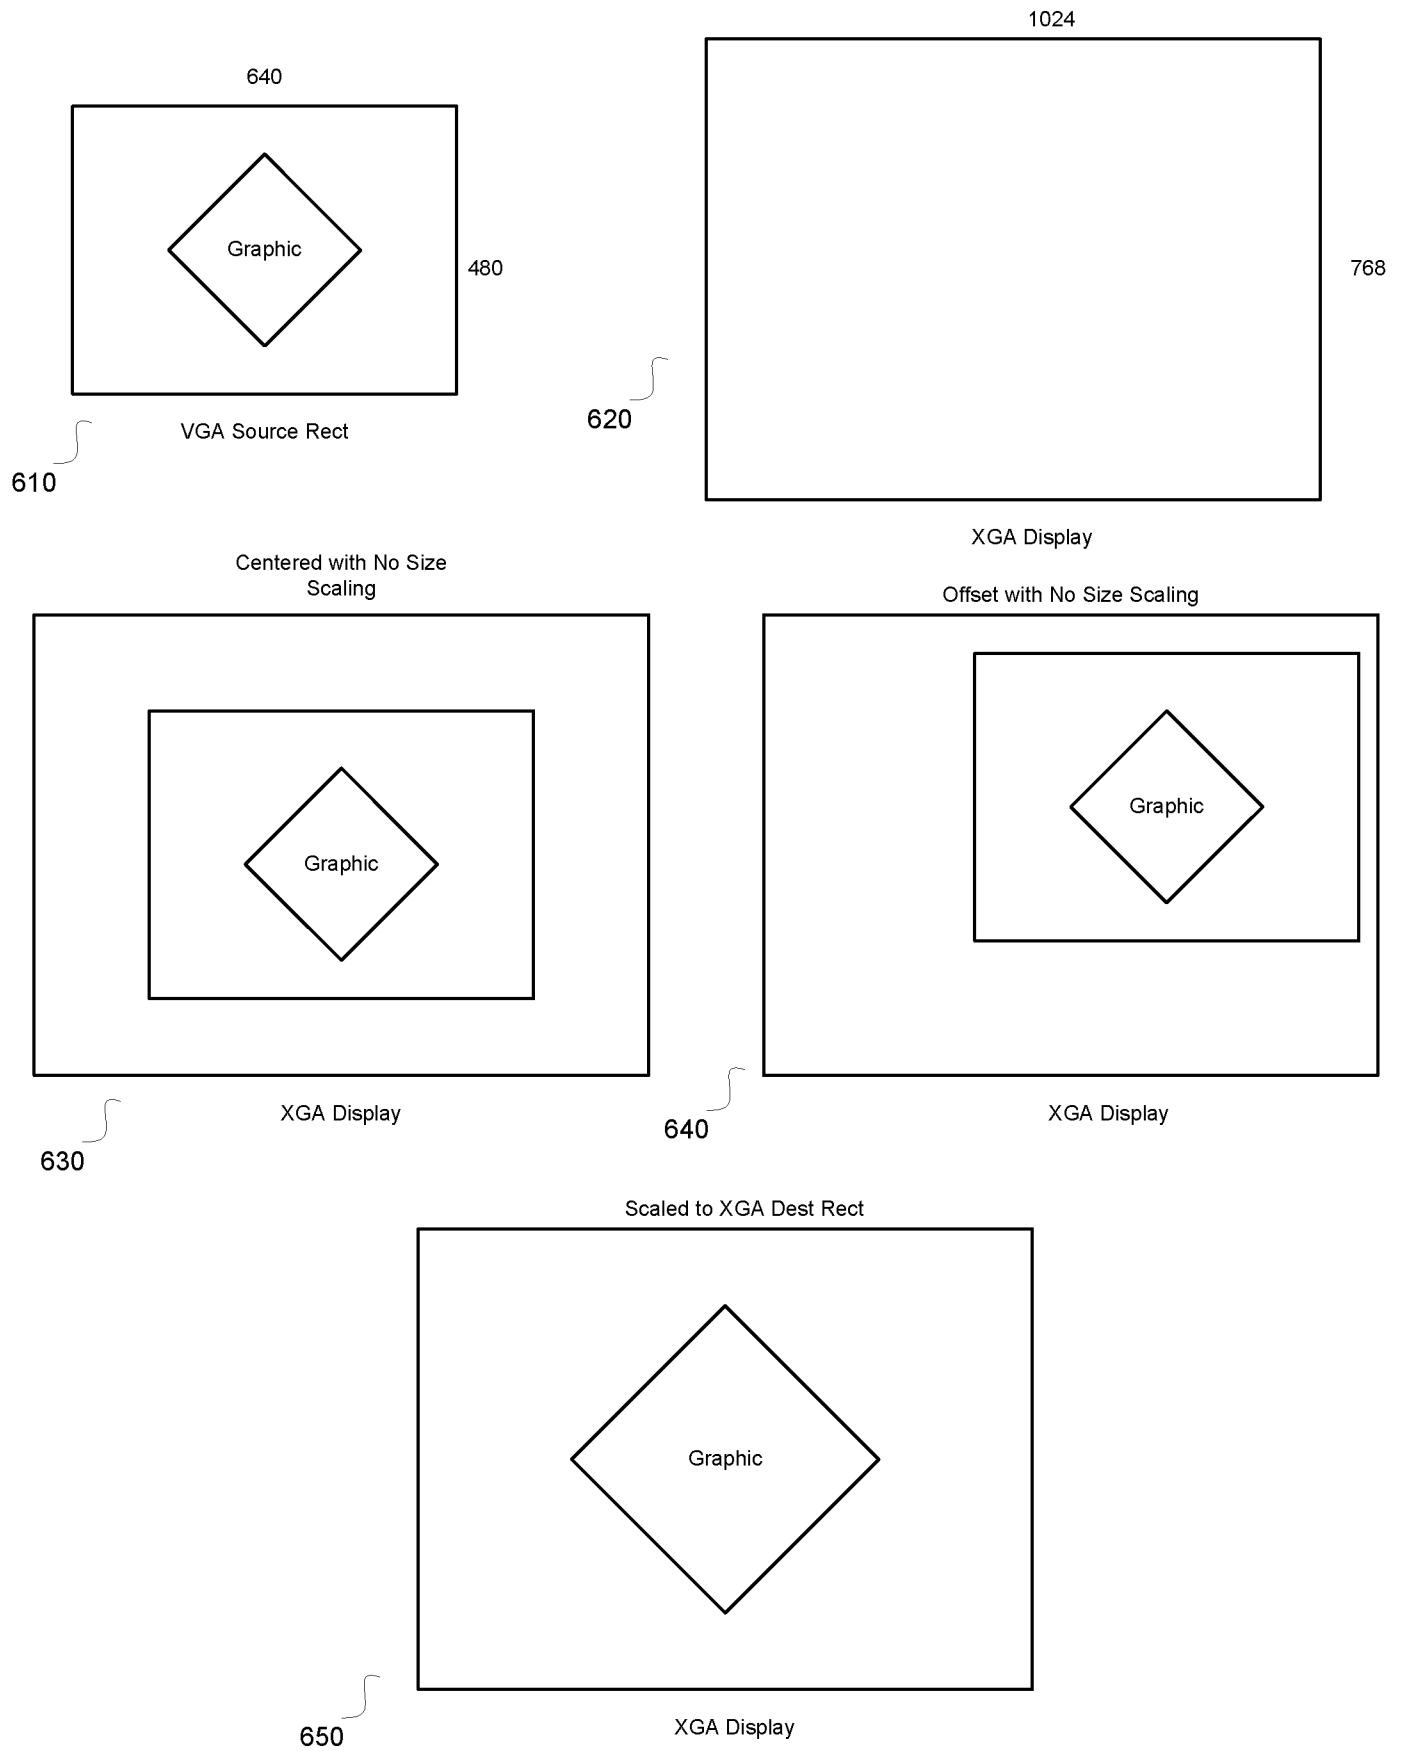 640
Graphic
480
VGA Source Rect
610
1024
768
620
XGA Display
Centered with No Size
Scaling
Graphic
XGA Display
630
Offset with No Size Scaling
Graphic
XGA Display
640
Scaled to XGA Dest Rect
Graphic
XGA Display
650